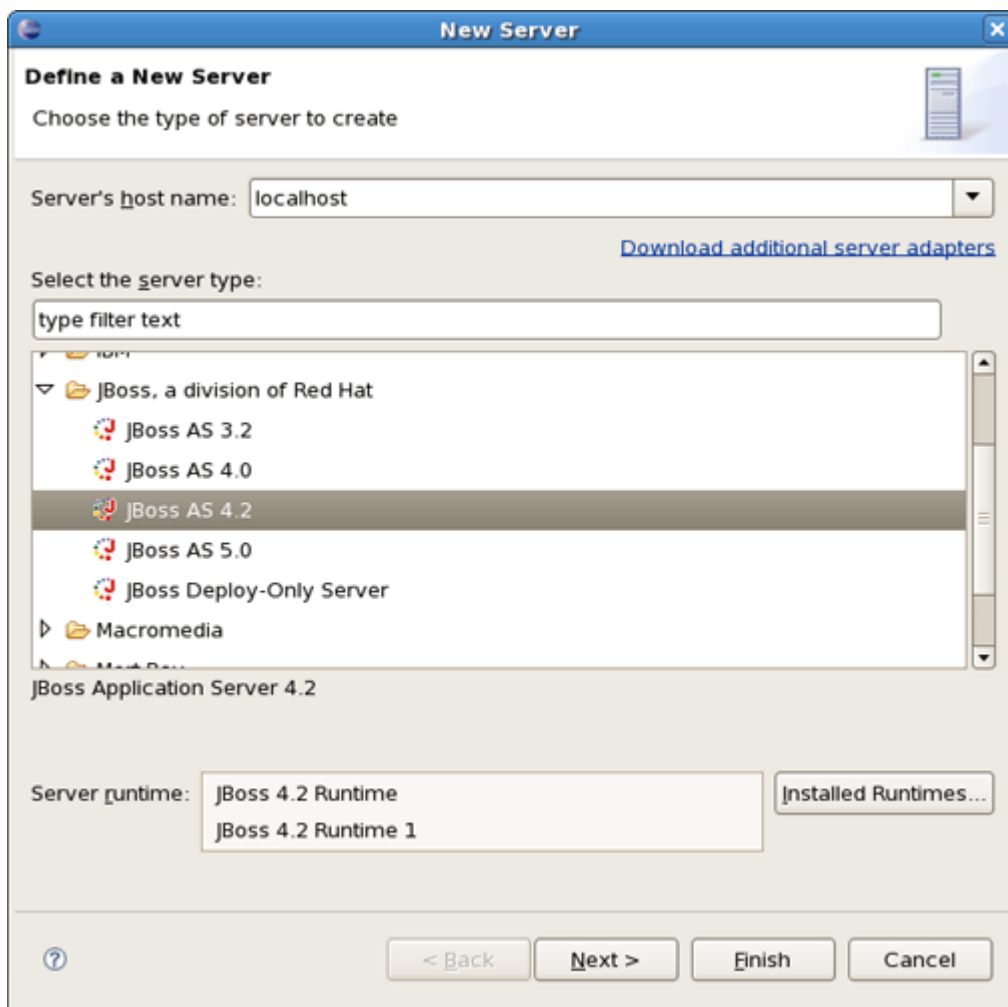 New Server
Define a New Server
Choose the type of server to create
Server's host name: localhost
Download additional server adapters
Select the server type:
type filter text
IBM
JBoss, a division of Red Hat
JBoss AS 3.2
JBoss AS 4.0
JBoss AS 4.2
JBoss AS 5.0
JBoss Deploy-Only Server
Macromedia
JBoss Application Server 4.2
Server runtime: JBoss 4.2 Runtime Installed Runtimes...
JBoss 4.2 Runtime 1
< Back Next > Finish Cancel